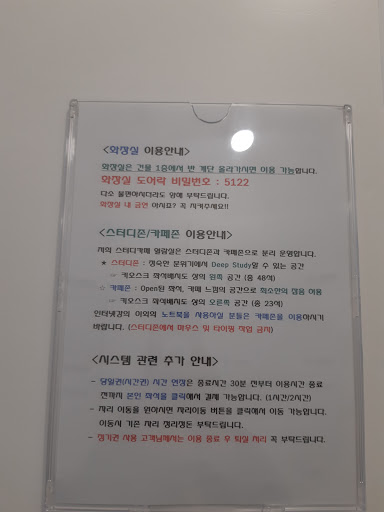 <화장실 이용안내>
화장실은 건물 1층에서 반 계단 올라가시면 이용 가능합니다.
화장실 도어락 비밀번호 : 5122
다소 불편하시더라도 양해 부탁드립니다.
화장실 내 금연 아시죠? 꼭 지켜주세요!!
<스터디존/카페존 이용안내>
저희 스터디카페 열람실은 스터디존과 카페존으로 분리 운영합니다.
★ 스터디존 : 정숙한 분위기에서 Deep Study할 수 있는 공간
☞ 키오스크 좌석배치도 상의 왼쪽 공간 (총 48석)
☆ 카페존 : Open된 좌석, 카페 느낌의 공간으로 최소한의 잡음 허용
☞ 키오스크 좌석배치도 상의 오른쪽 공간 (총 23석)
인터넷강의 이외의 노트북을 사용하실 분들은 카페존을 이용하시기
바랍니다. (스터디존에서 마우스 및 타이핑 작업 금지)
<시스템 관련 추가 안내>
- 당일권(시간권) 시간 연장은 종료시간 30분 전부터 이용시간 종료
전까지 본인 좌석을 클릭해서 결제 가능합니다. (1시간/2시간)
- 자리 이동을 원하시면 자리이동 버튼을 클릭해서 이동 가능합니다.
이동시 기존 자리 정리정돈 부탁드립니다.
- 정기권 사용 고객님께서는 이용 종료 후 퇴실 처리 꼭 부탁드립니다.